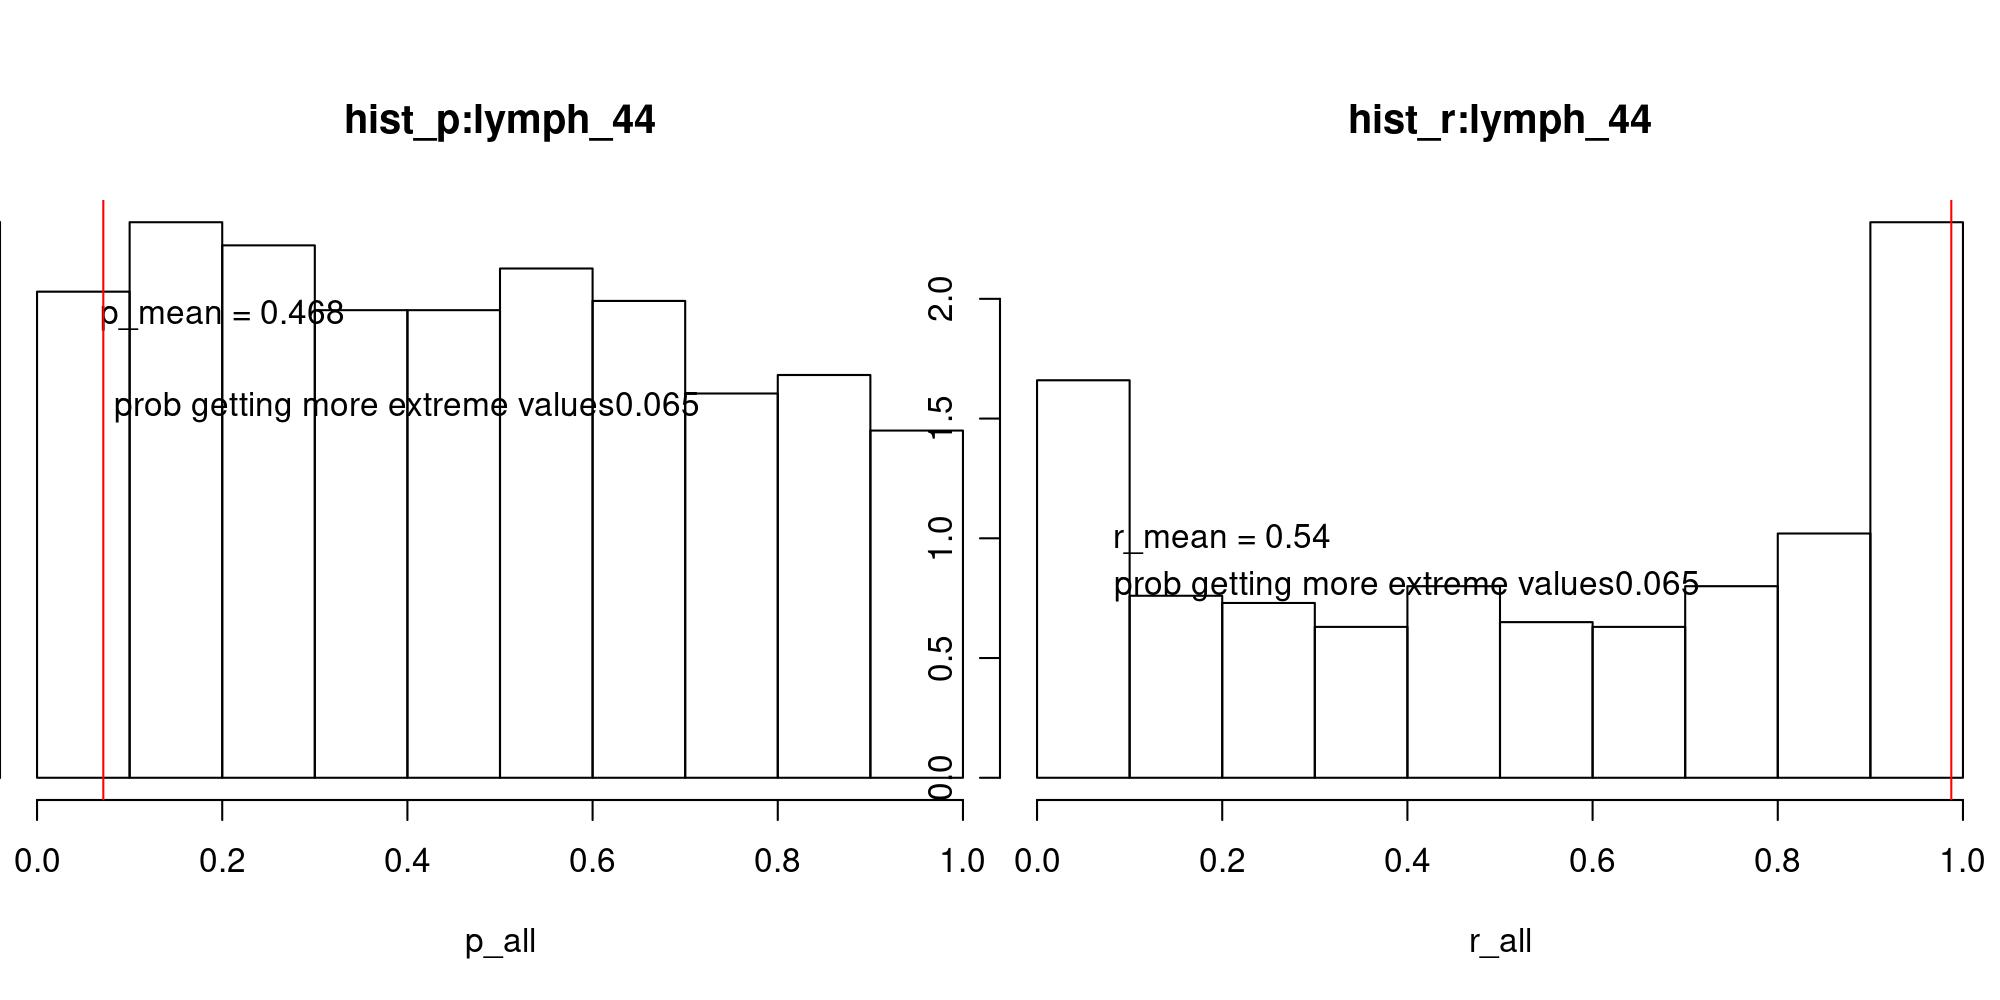 hist_p:lymph_44
p_mean = 0.468
prob getting more extreme values0.065
0.0 0.2 0.4 0.6 0.8 1.0
p_all
hist_r:lymph_44
2.0
1.5
1.0
0.5
0.0
r_mean = 0.54
prob getting more extreme values0.065
0.0 0.2 0.4 0.6 0.8 1.0
r_all